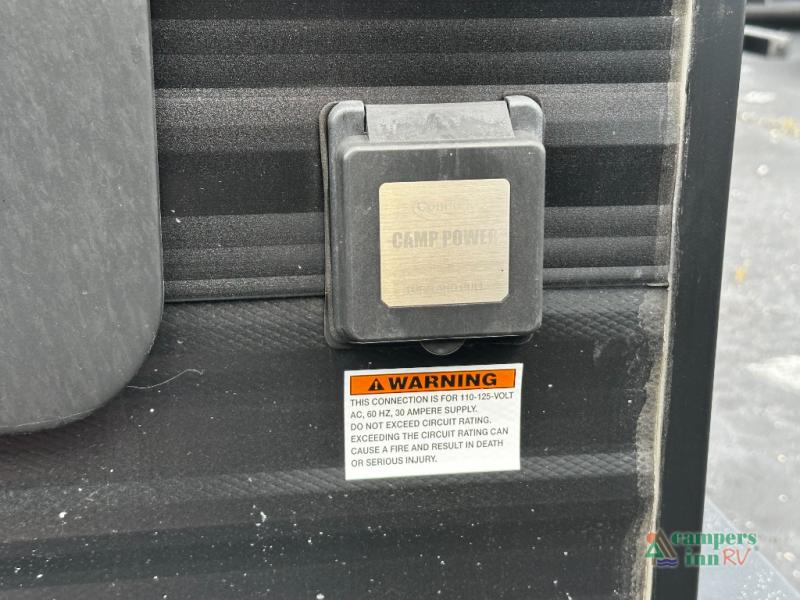 CAMP POWER
WARNING
THIS CONNECTION IS FOR 110-125-VOLT
AC, 60 HZ, 30 AMPERE SUPPLY.
DO NOT EXCEED CIRCUIT RATING.
EXCEEDING THE CIRCUIT RATING CAN
CAUSE A FIRE AND RESULT IN DEATH
OR SERIOUS INJURY.
campers
inn RV